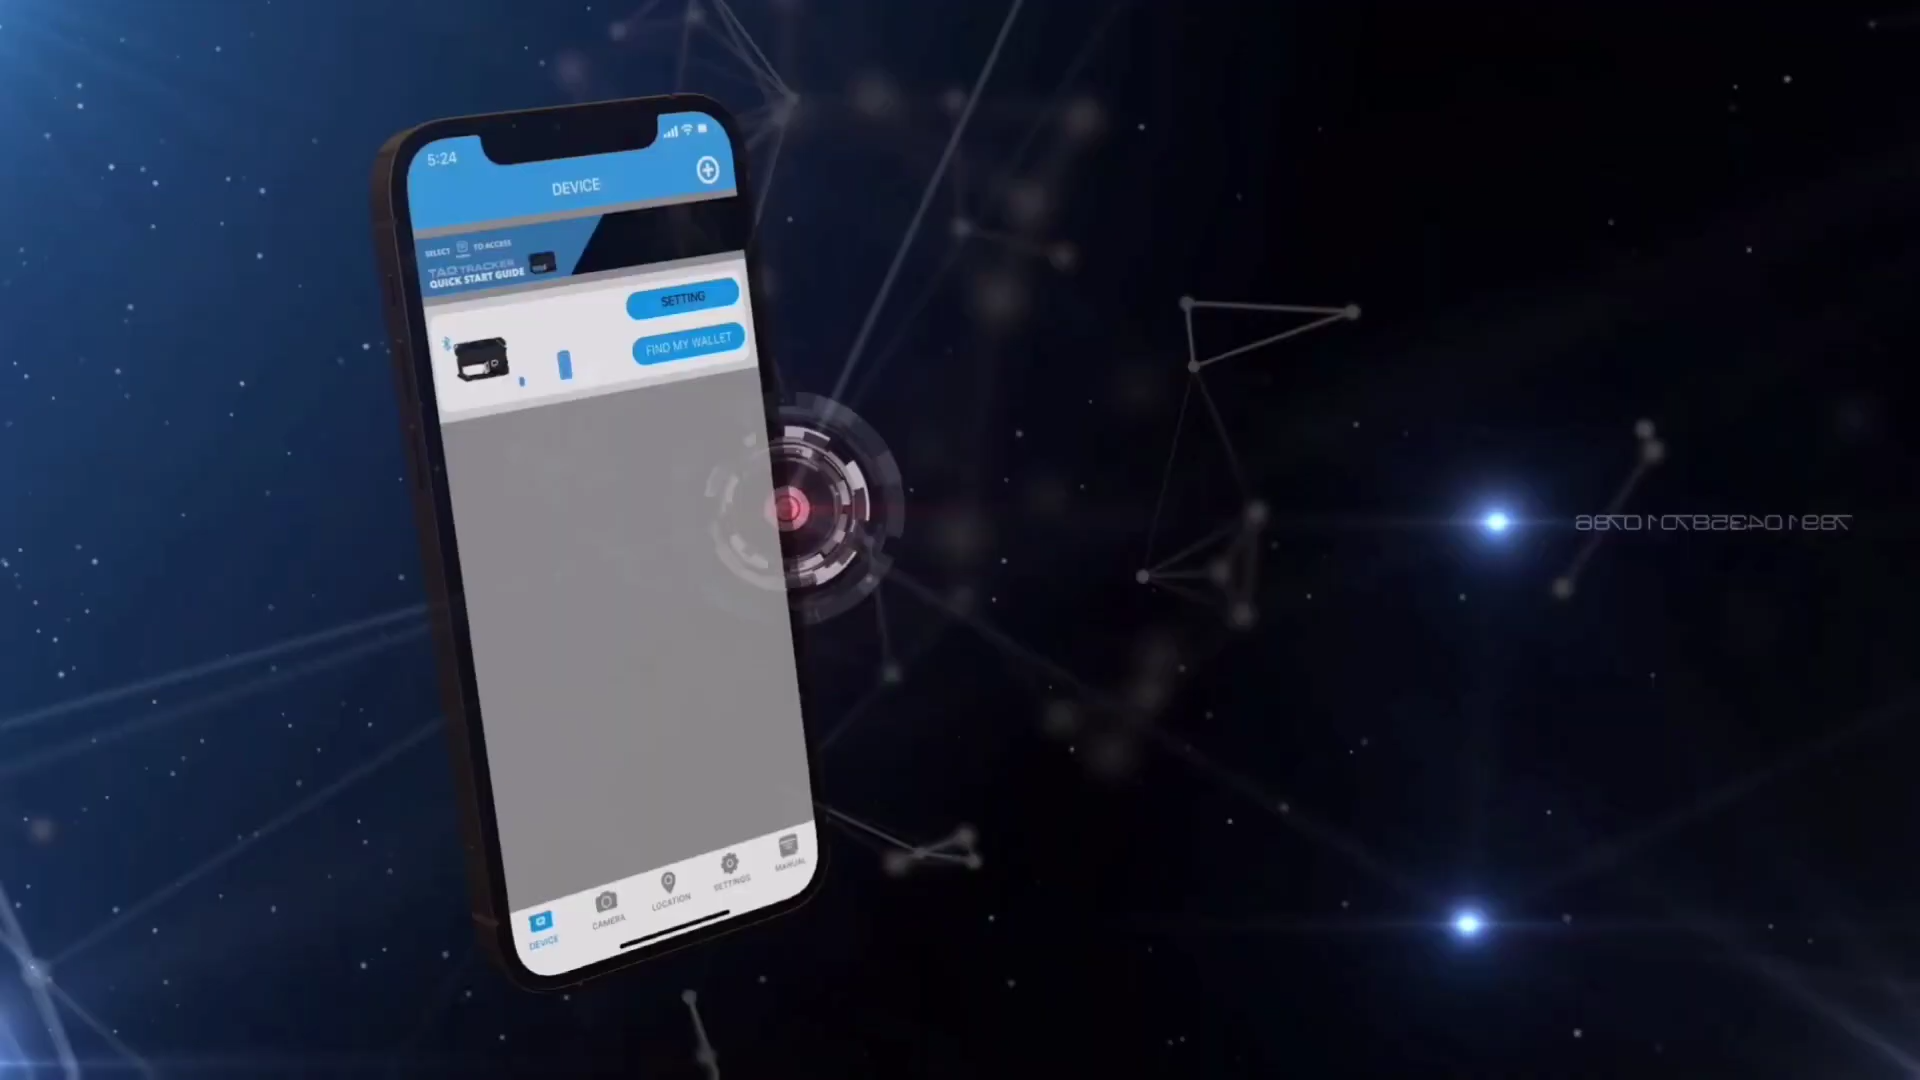 5:24
DEVICE
SELECT TO ACCESS
TAC TRACKER
QUICK START GUIDE
SETTING
FIND MY WALLET
DEVICE
CAMERA
LOCATION
SETTINGS
MANUAL